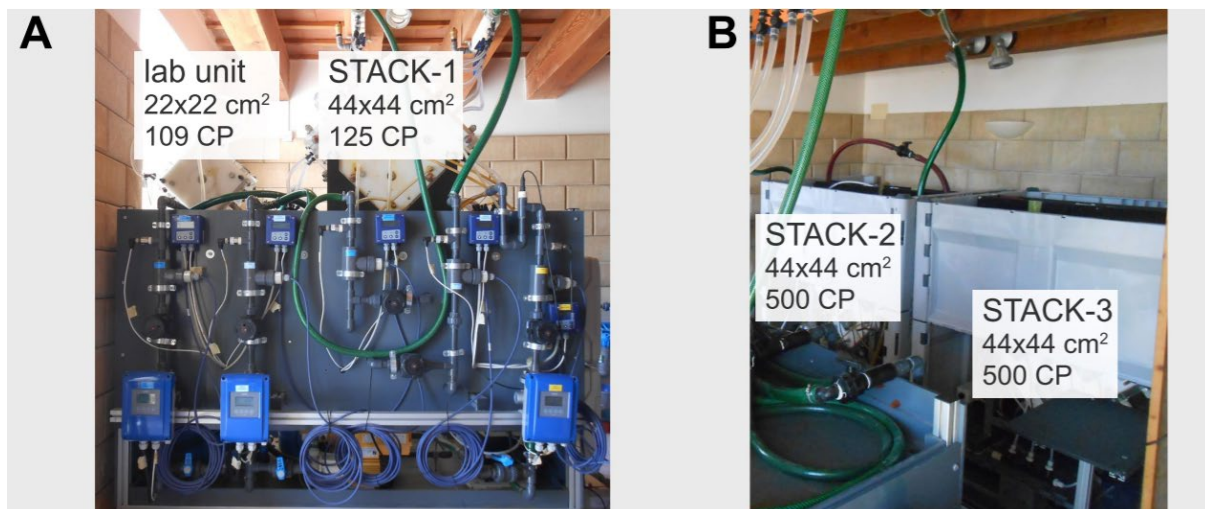 A
lab unit
22x22 cm²
109 CP
STACK-1
44x44 cm²
125 CP
B
STACK-2
44x44 cm²
500 CP
STACK-3
44x44 cm²
500 CP